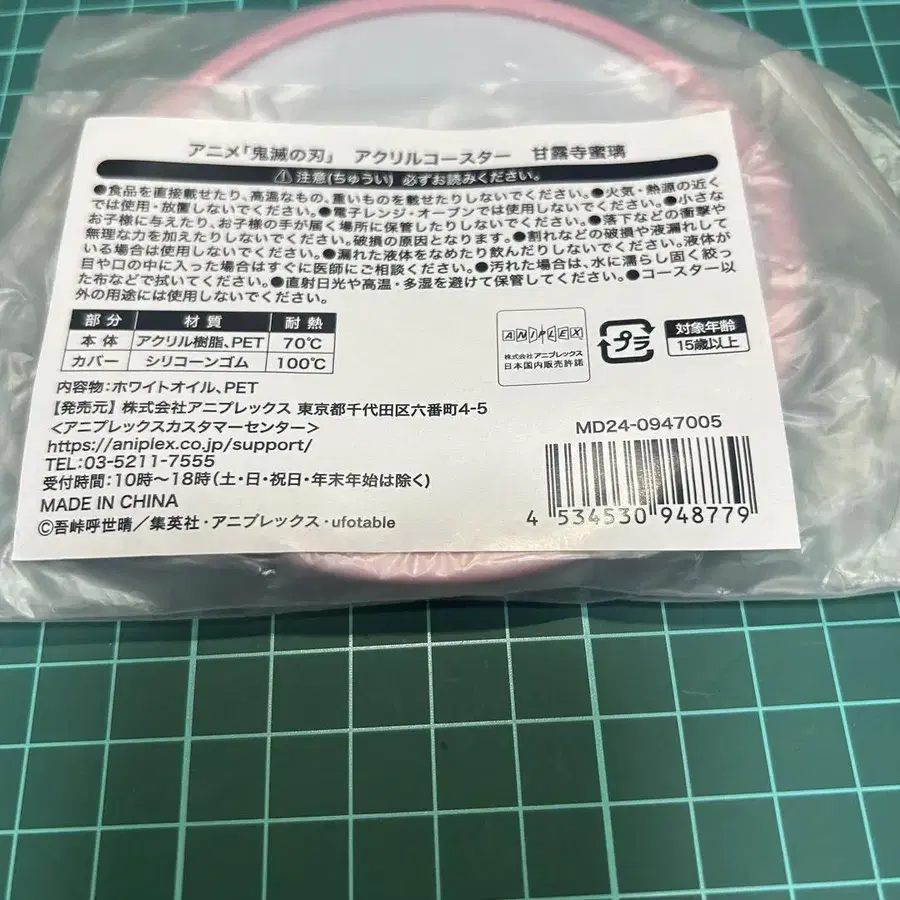 アニメ「鬼滅の刃」 アクリルコースター 甘露寺蜜璃
注意(ちゅうい) 必ずお読みください。
●食品を直接載せたり、高温なもの、重いものを載せたりしないでください。●火気・熱源の近く
では使用・放置しないでください。●電子レンジ・オーブンでは使用しないでください。●小さな
お子様に与えたり、お子様の手が届く場所に保管したりしないでください。●落下などの衝撃や
無理な力を加えたりしないでください。破損の原因となります。●割れなどの破損や液漏れして
いる場合は使用しないでください。●漏れた液体をなめたり飲んだりしないでください。液体が
目や口の中に入った場合はすぐに医師にご相談ください。●汚れた場合は、水に濡らし固く絞っ
た布などで拭いてください。●直射日光や高温・多湿を避けて保管してください。●コースター以
外の用途には使用しないでください。
部分 材質 耐熱
本体 アクリル樹脂、PET 70℃
カバー シリコーンゴム 100℃
ANIPLEX
株式会社アニプレックス
日本国内販売許諾
プラ
対象年齢
15歳以上
内容物:ホワイトオイル、PET
【発売元】株式会社アニプレックス 東京都千代田区六番町4-5
<アニプレックスカスタマーセンター>
https://aniplex.co.jp/support/
TEL:03-5211-7555
受付時間:10時〜18時(土・日・祝日・年末年始は除く)
MADE IN CHINA
©吾峠呼世晴／集英社・アニプレックス・ufotable
MD24-0947005
4 534530 948779